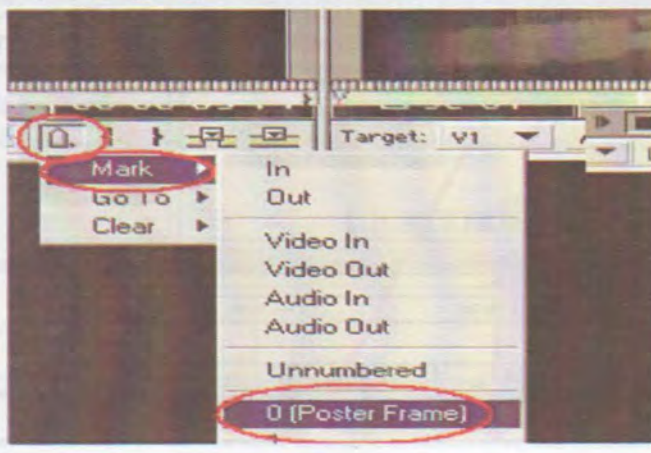 Target: V1
Mark
Go To
Clear
In
Out
Video In
Video Out
Audio In
Audio Out
Unnumbered
0 (Poster Frame)